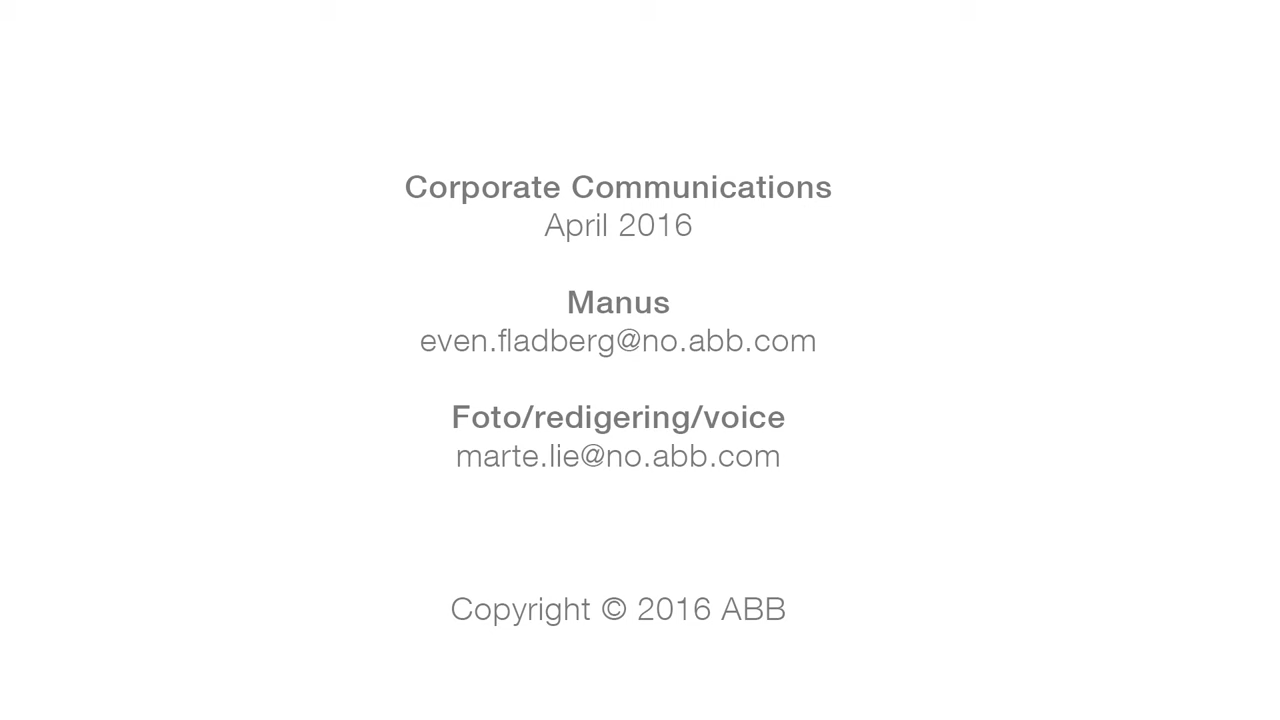 Corporate Communications
April 2016
Manus
even.fladberg@no.abb.com
Foto/redigering/voice
marte.lie@no.abb.com
Copyright © 2016 ABB